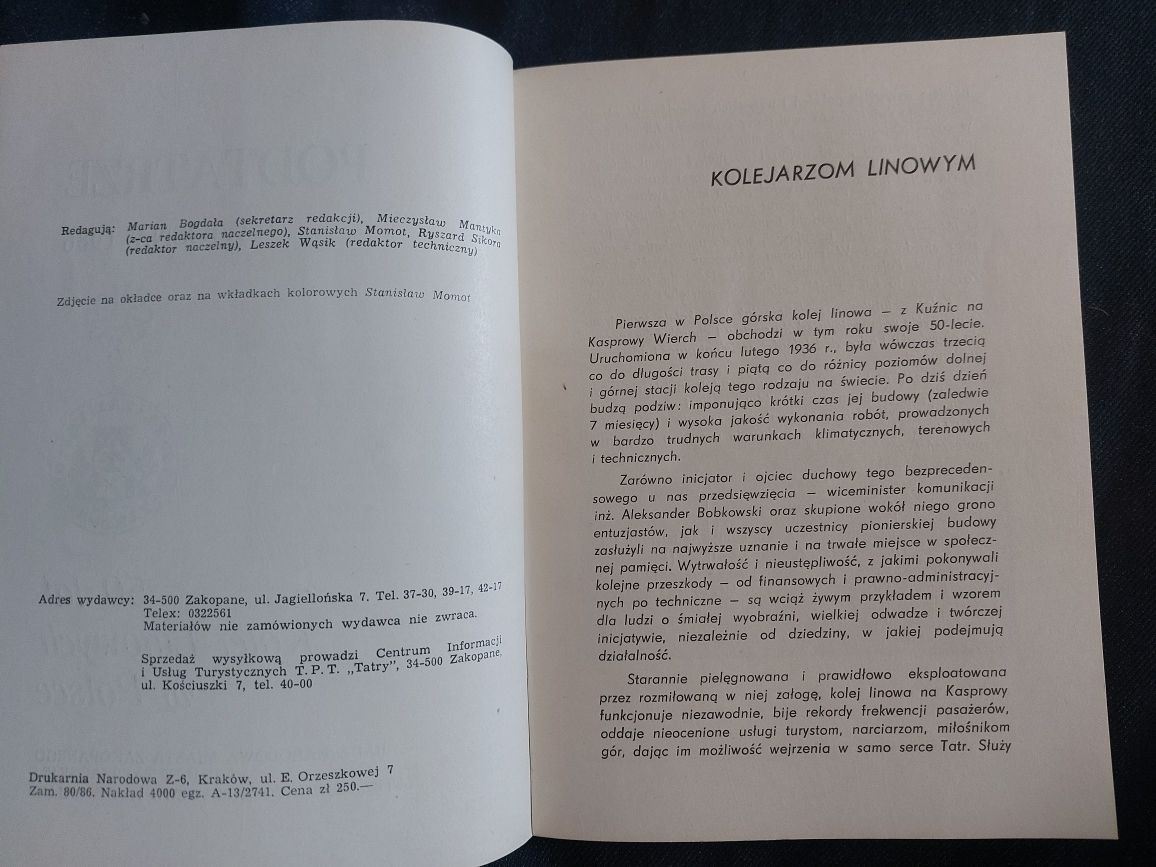 Redagują: Marian Bogdała (sekretarz redakcji), Mieczysław Mantyka
(z-ca redaktora naczelnego), Stanisław Momot, Ryszard Sikora
(redaktor naczelny), Leszek Wąsik (redaktor techniczny)
Zdjęcie na okładce oraz na wkładkach kolorowych Stanisław Momot
Adres wydawcy: 34-500 Zakopane, ul. Jagiellońska 7. Tel. 37-30, 39-17, 42-17
Telex: 0322561
Materiałów nie zamówionych wydawca nie zwraca.
Sprzedaż wysyłkową prowadzi Centrum Informacji
i Usług Turystycznych T.P.T. „Tatry", 34-500 Zakopane,
ul. Kościuszki 7, tel. 40-00
Drukarnia Narodowa Z-6, Kraków, ul. E. Orzeszkowej 7
Zam. 80/86. Nakład 4000 egz. A-13/2741. Cena zł 250.—
KOLEJARZOM LINOWYM
Pierwsza w Polsce górska kolej linowa – z Kuźnic na
Kasprowy Wierch – obchodzi w tym roku swoje 50-lecie.
Uruchomiona w końcu lutego 1936 r., była wówczas trzecią
co do długości trasy i piątą co do różnicy poziomów dolnej
i górnej stacji koleją tego rodzaju na świecie. Po dziś dzień
budzą podziw: imponująco krótki czas jej budowy (zaledwie
7 miesięcy) i wysoka jakość wykonania robót, prowadzonych
w bardzo trudnych warunkach klimatycznych, terenowych
i technicznych.
Zarówno inicjator i ojciec duchowy tego bezpreceden-
sowego u nas przedsięwzięcia – wiceminister komunikacji
inż. Aleksander Bobkowski oraz skupione wokół niego grono
entuzjastów, jak i wszyscy uczestnicy pionierskiej budowy
zasłużyli na najwyższe uznanie i na trwałe miejsce w społecz-
nej pamięci. Wytrwałość i nieustępliwość, z jakimi pokonywali
kolejne przeszkody – od finansowych i prawno-administracyj-
nych po techniczne – są wciąż żywym przykładem i wzorem
dla ludzi o śmiałej wyobraźni, wielkiej odwadze i twórczej
inicjatywie, niezależnie od dziedziny, w jakiej podejmują
działalność.
Starannie pielęgnowana i prawidłowo eksploatowana
przez rozmiłowaną w niej załogę, kolej linowa na Kasprowy
funkcjonuje niezawodnie, bije rekordy frekwencji pasażerów,
oddaje nieocenione usługi turystom, narciarzom, miłośnikom
gór, dając im możliwość wejrzenia w samo serce Tatr. Służy